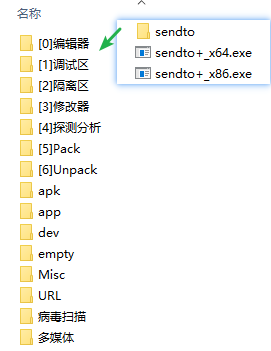 名称
[0]编辑器
[1]调试区
[2]隔离区
[3]修改器
[4]探测分析
[5]Pack
[6]Unpack
apk
app
dev
empty
Misc
URL
病毒扫描
多媒体
sendto
sendto+_x64.exe
sendto+_x86.exe